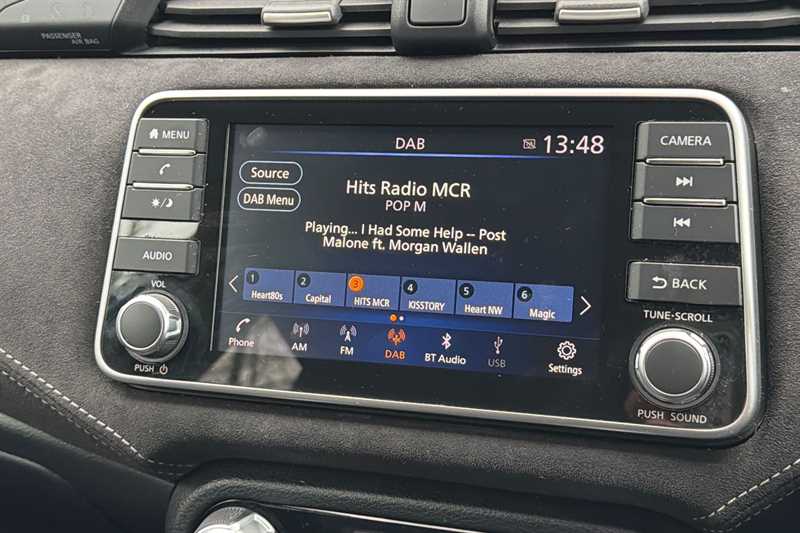 PASSENGER
AIR BAG
MENU
AUDIO
VOL
PUSH
DAB
13:48
Source
DAB Menu
Hits Radio MCR
POP M
Playing... I Had Some Help -- Post
Malone ft. Morgan Wallen
1 Heart80s
2 Capital
3 HITS MCR
4 KISSTORY
5 Heart NW
6 Magic
Phone
AM
FM
DAB
BT Audio
USB
Settings
CAMERA
BACK
TUNE-SCROLL
PUSH SOUND